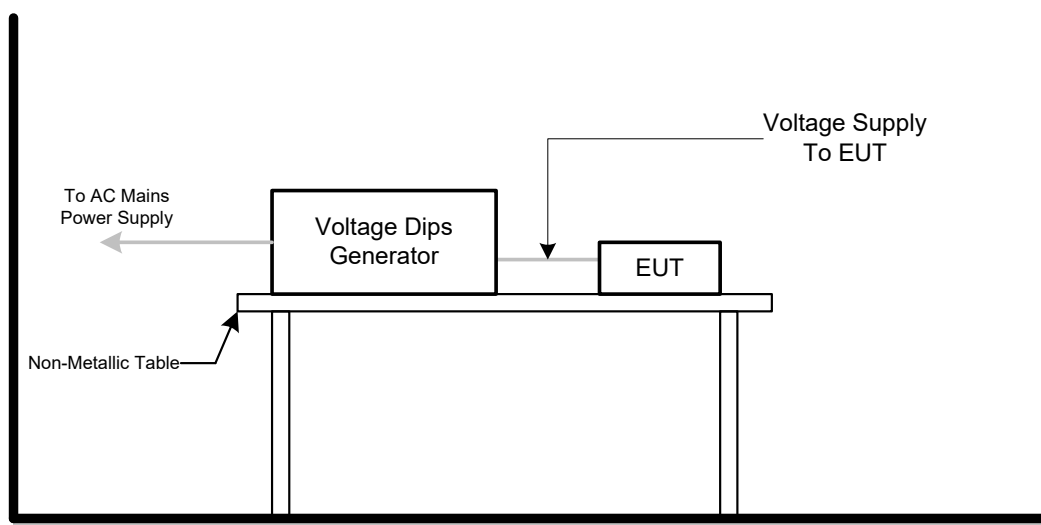 Voltage Supply
To EUT
To AC Mains
Power Supply
Voltage Dips
Generator
EUT
Non-Metallic Table